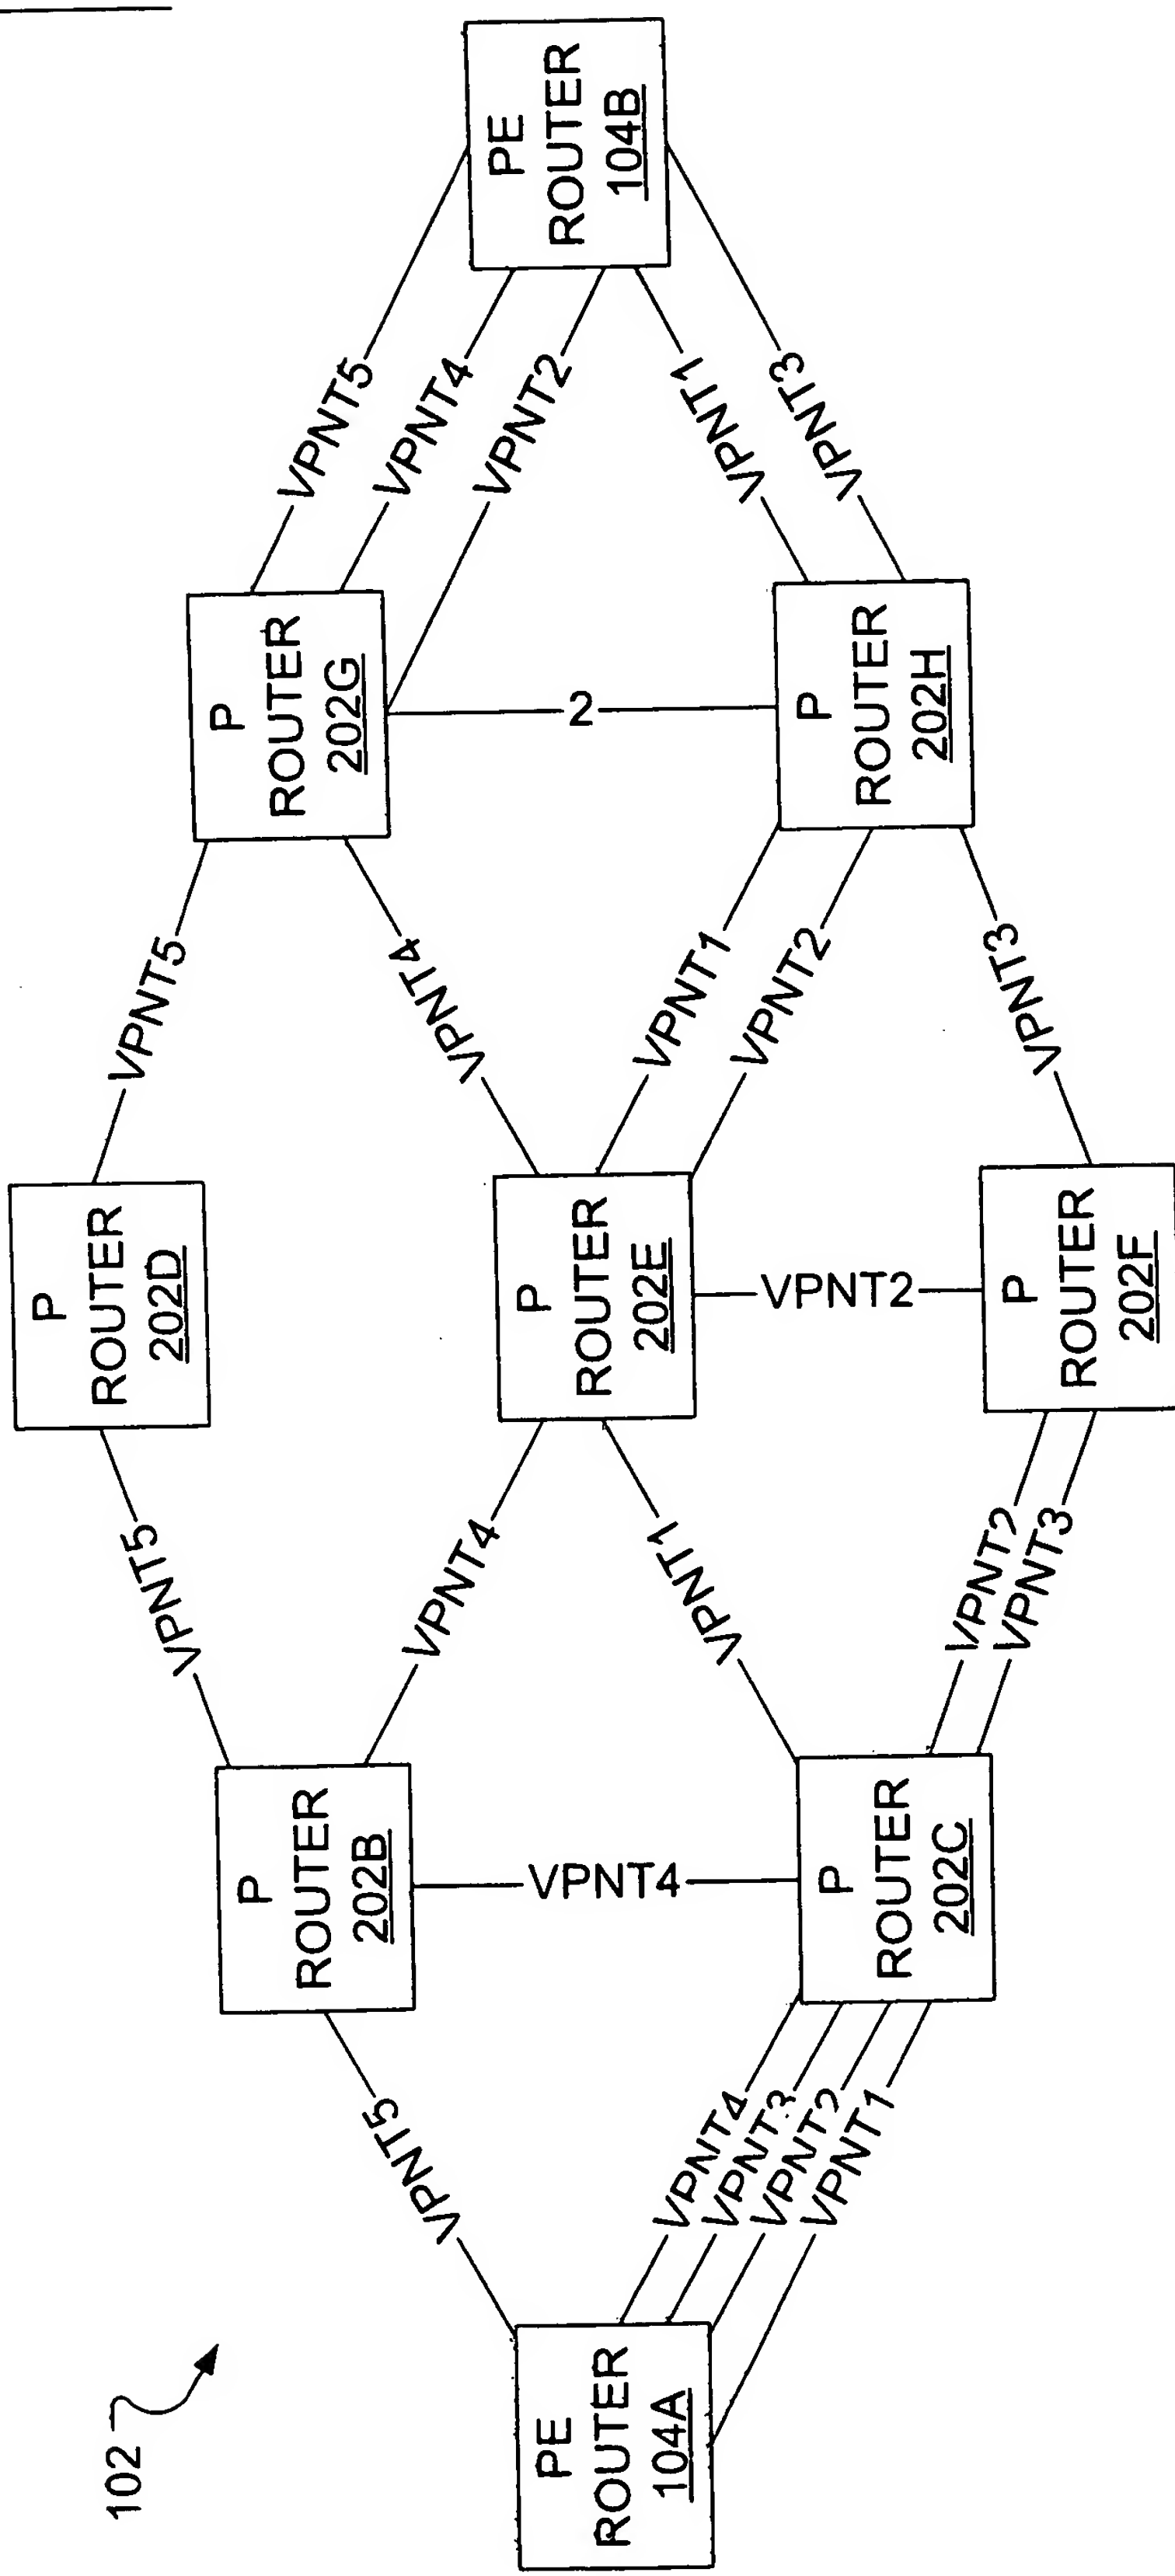 102
PE
ROUTER
104A
VPNT5
VPNT4
VPNT3
VPNT2
VPNT1
P
ROUTER
202B
VPNT4
P
ROUTER
202C
VPNT5
VPNT4
VPNT1
VPNT2
VPNT3
P
ROUTER
202D
P
ROUTER
202E
VPNT2
P
ROUTER
202F
VPNT5
VPNT4
VPNT1
VPNT2
VPNT3
P
ROUTER
202G
2
P
ROUTER
202H
VPNT5
VPNT4
VPNT2
VPNT1
VPNT3
PE
ROUTER
104B